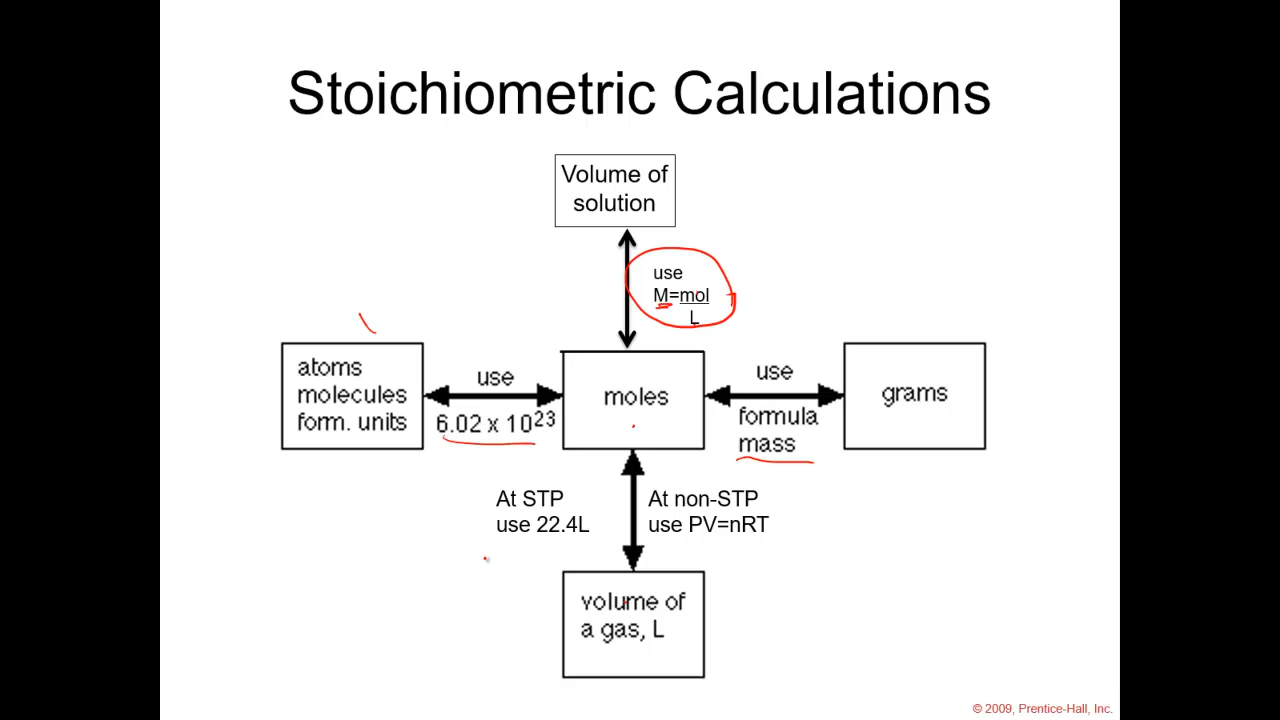 Stoichiometric Calculations
Volume of
solution
use
M=mol
L
atoms
molecules
form. units
use
6.02 x 10²³
moles
use
formula
mass
grams
At STP
use 22.4L
At non-STP
use PV=nRT
volume of
a gas, L
© 2009, Prentice-Hall, Inc.